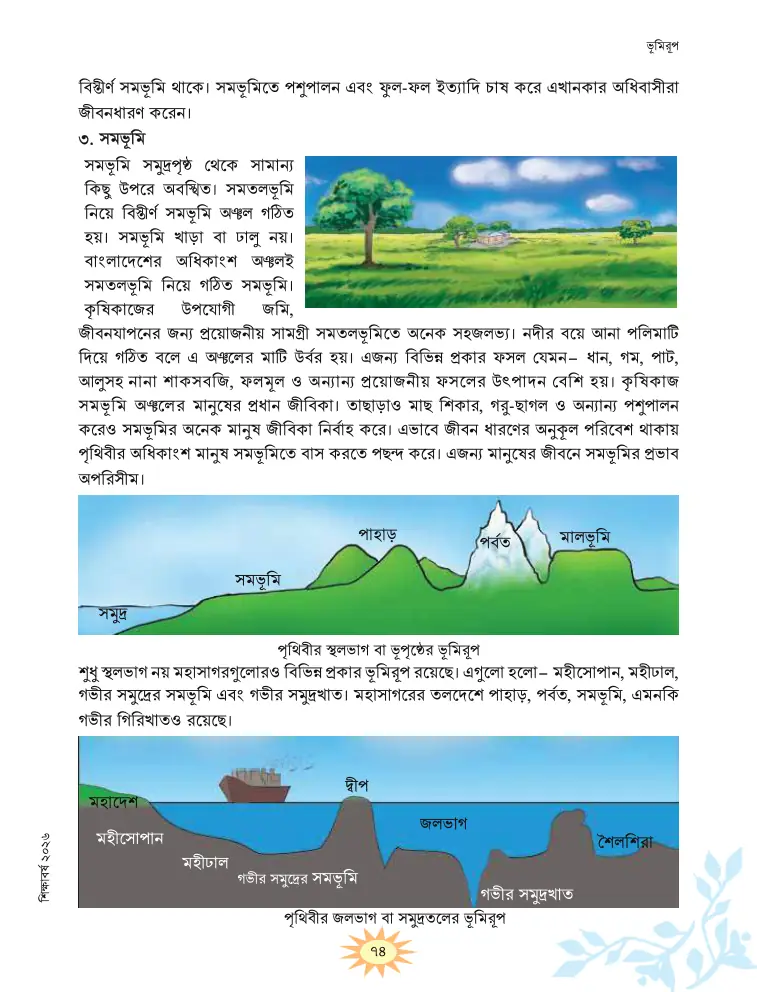 ভূমিরূপ
বিস্তীর্ণ সমভূমি থাকে। সমভূমিতে পশুপালন এবং ফুল-ফল ইত্যাদি চাষ করে এখানকার অধিবাসীরা
জীবনধারণ করেন।
৩. সমভূমি
সমভূমি সমুদ্রপৃষ্ঠ থেকে সামান্য
কিছু উপরে অবস্থিত। সমতলভূমি
নিয়ে বিস্তীর্ণ সমভূমি অঞ্চল গঠিত
হয়। সমভূমি খাড়া বা ঢালু নয়।
বাংলাদেশের অধিকাংশ অঞ্চলই
সমতলভূমি নিয়ে গঠিত সমভূমি।
কৃষিকাজের উপযোগী জমি,
জীবনযাপনের জন্য প্রয়োজনীয় সামগ্রী সমতলভূমিতে অনেক সহজলভ্য। নদীর বয়ে আনা পলিমাটি
দিয়ে গঠিত বলে এ অঞ্চলের মাটি উর্বর হয়। এজন্য বিভিন্ন প্রকার ফসল যেমন– ধান, গম, পাট,
আলুসহ নানা শাকসবজি, ফলমূল ও অন্যান্য প্রয়োজনীয় ফসলের উৎপাদন বেশি হয়। কৃষিকাজ
সমভূমি অঞ্চলের মানুষের প্রধান জীবিকা। তাছাড়াও মাছ শিকার, গরু-ছাগল ও অন্যান্য পশুপালন
করেও সমভূমির অনেক মানুষ জীবিকা নির্বাহ করে। এভাবে জীবন ধারণের অনুকূল পরিবেশ থাকায়
পৃথিবীর অধিকাংশ মানুষ সমভূমিতে বাস করতে পছন্দ করে। এজন্য মানুষের জীবনে সমভূমির প্রভাব
অপরিসীম।
পাহাড়
পর্বত
মালভূমি
সমভূমি
সমুদ্র
পৃথিবীর স্থলভাগ বা ভূপৃষ্ঠের ভূমিরূপ
শুধু স্থলভাগ নয় মহাসাগরগুলোরও বিভিন্ন প্রকার ভূমিরূপ রয়েছে। এগুলো হলো– মহীসোপান, মহীঢাল,
গভীর সমুদ্রের সমভূমি এবং গভীর সমুদ্রখাত। মহাসাগরের তলদেশে পাহাড়, পর্বত, সমভূমি, এমনকি
গভীর গিরিখাতও রয়েছে।
দ্বীপ
মহাদেশ
জলভাগ
মহীসোপান
শৈলশিরা
মহীঢাল
গভীর সমুদ্রের সমভূমি
গভীর সমুদ্রখাত
পৃথিবীর জলভাগ বা সমুদ্রতলের ভূমিরূপ
শিক্ষাবর্ষ ২০২৬
৭৪